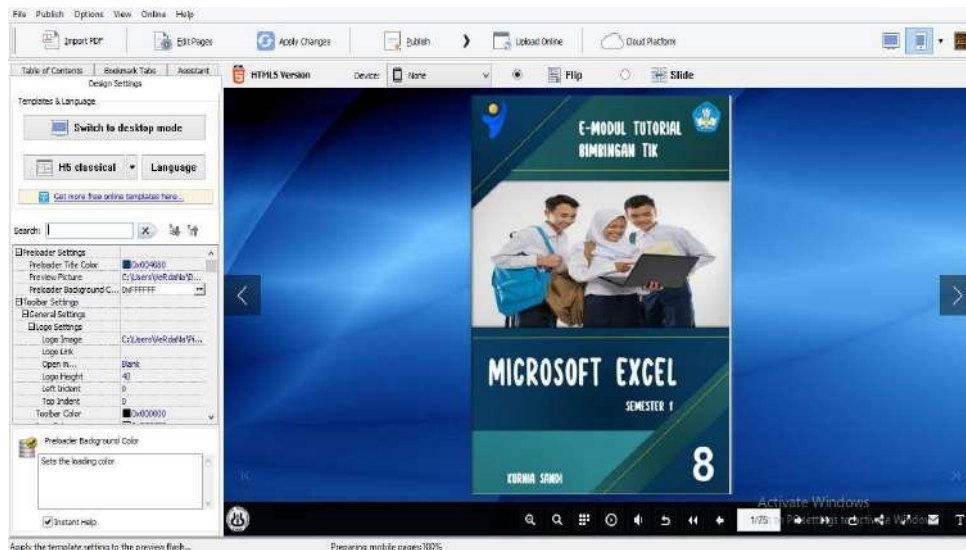 File Publish Options View Online Help
Import PDF Edit Pages Apply Changes Publish Upload Online Cloud Platform
Table of Contents Bookmark Tabs Assistant
Design Settings
HTML5 Version Device: None Flip Slide
Templates & Language
Switch to desktop mode
H5 classical Language
Get more free online templates here...
Search:
Preloader Settings
Preloader Title Color 0x004080
Preview Picture
Preloader Background C... 0xFFFFFF
Toolbar Settings
General Settings
Logo Settings
Logo Image
Logo Link
Open in... Blank
Logo Height 40
Left Indent 0
Top Indent 0
Toolbar Color 0x000000
Preloader Background Color
Sets the loading color
Instant Help
E-MODUL TUTORIAL
BIMBINGAN TIK
MICROSOFT EXCEL
SEMESTER 1
8
KURNIA SANDI
Activate Windows
1/75
Apply the template setting to the preview flash... Preparing mobile pages:100%